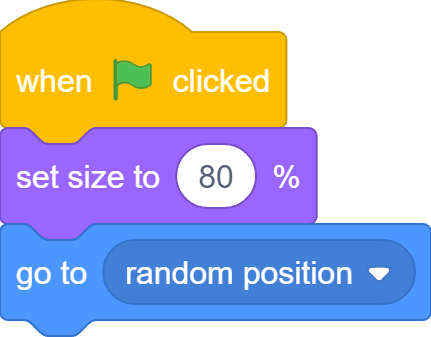 when clicked
set size to 80 %
go to random position